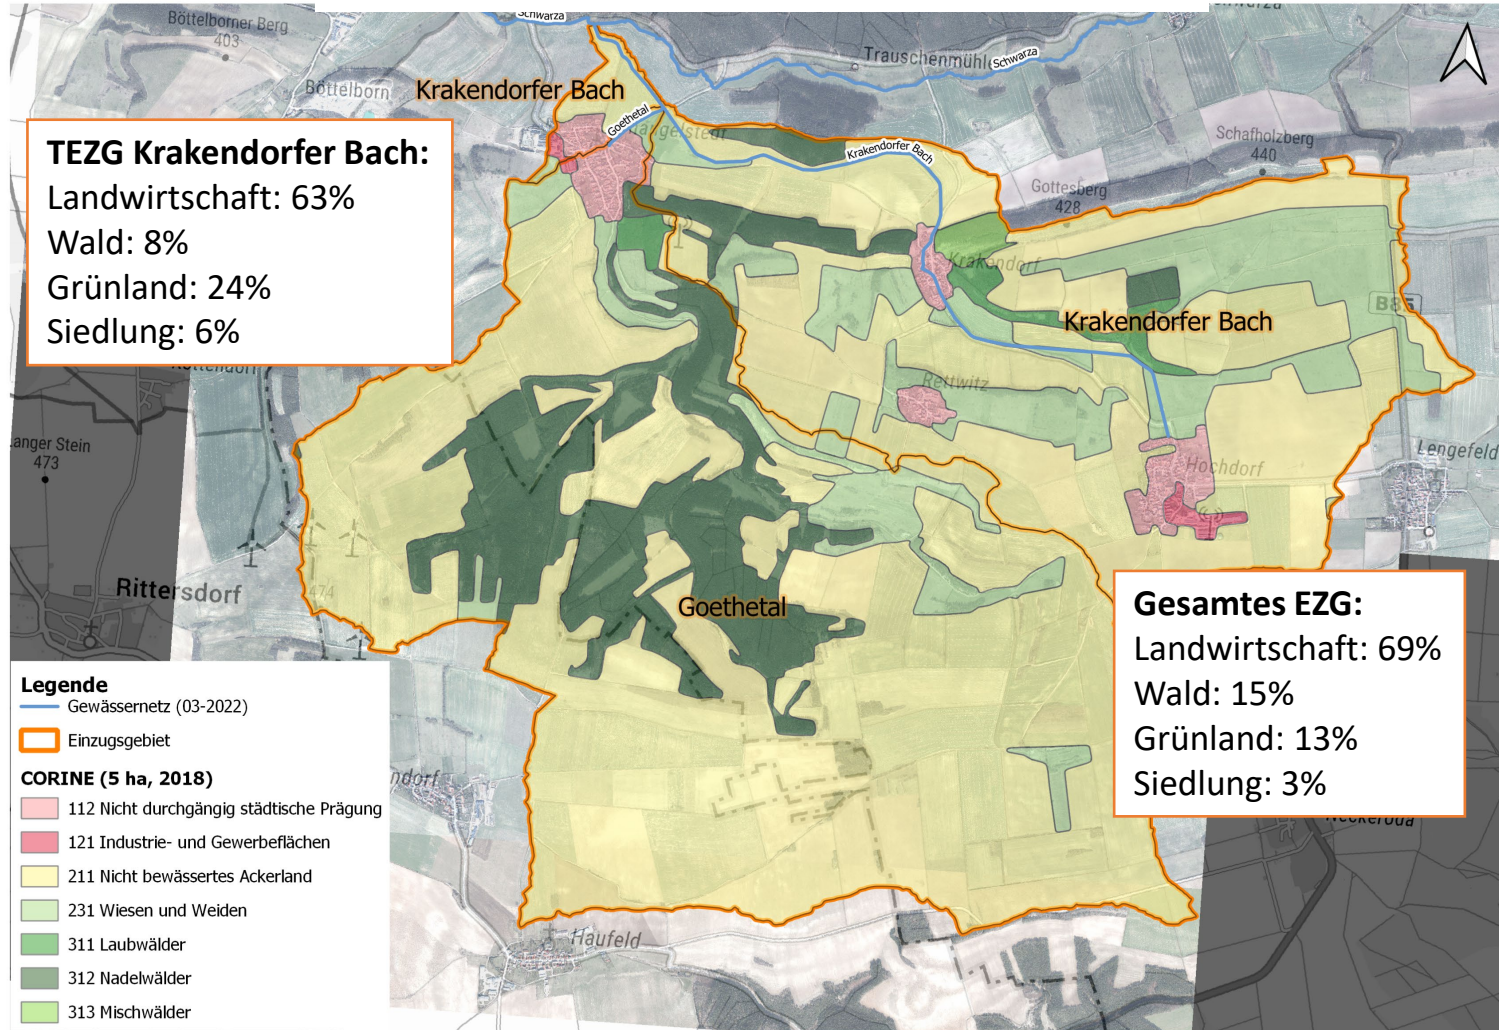 Schwarza
Böttelborner Berg
403
Trauschenmühle
Schwarza
Böttelborn
Krakendorfer Bach
Goethetal
Krakendorfer Bach
Schafholzberg
440
Gottesberg
428
TEZG Krakendorfer Bach:
Landwirtschaft: 63%
Wald: 8%
Grünland: 24%
Siedlung: 6%
Krakendorf
B85
Krakendorfer Bach
Rettwitz
Langer Stein
473
Hochdorf
Lengefeld
Rittersdorf
474
Goethetal
Gesamtes EZG:
Landwirtschaft: 69%
Wald: 15%
Grünland: 13%
Siedlung: 3%
Neckeroda
Haufeld
Legende
Gewässernetz (03-2022)
Einzugsgebiet
CORINE (5 ha, 2018)
112 Nicht durchgängig städtische Prägung
121 Industrie- und Gewerbeflächen
211 Nicht bewässertes Ackerland
231 Wiesen und Weiden
311 Laubwälder
312 Nadelwälder
313 Mischwälder